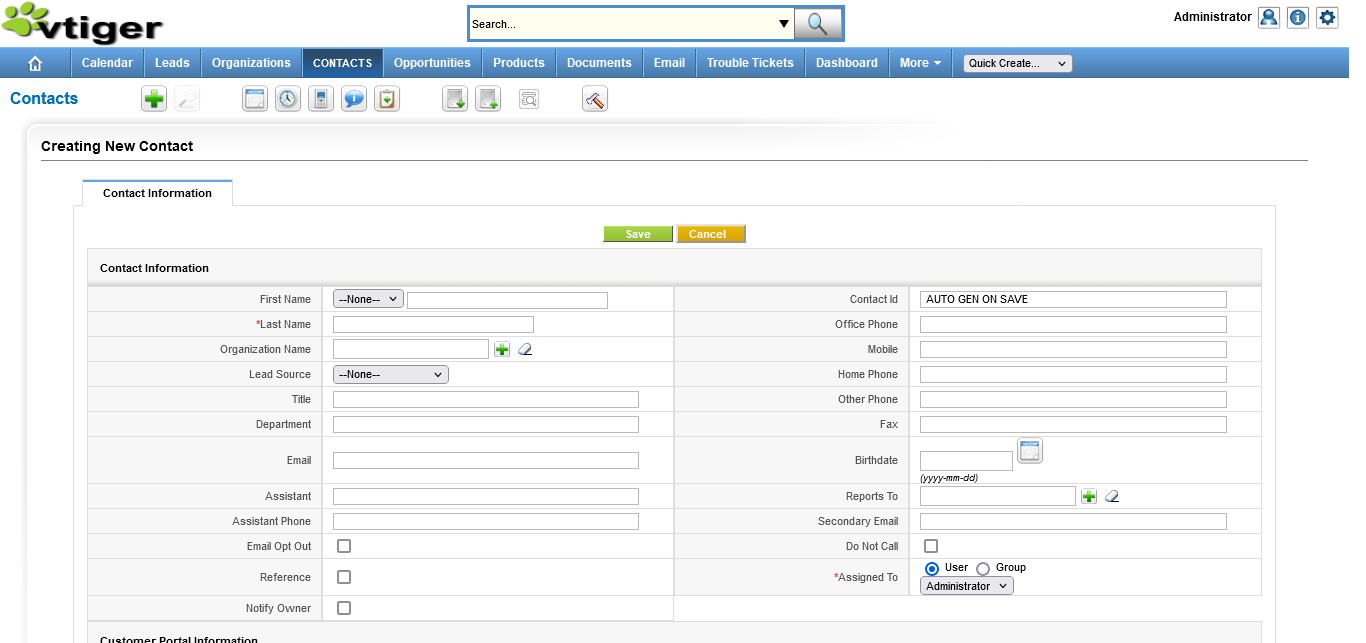 vtiger
Search...
Administrator
Calendar Leads Organizations CONTACTS Opportunities Products Documents Email Trouble Tickets Dashboard More Quick Create...
Contacts
Creating New Contact
Contact Information
Save Cancel
Contact Information
First Name --None-- Contact Id AUTO GEN ON SAVE
*Last Name Office Phone
Organization Name Mobile
Lead Source --None-- Home Phone
Title Other Phone
Department Fax
Email Birthdate
(yyyy-mm-dd)
Assistant Reports To
Assistant Phone Secondary Email
Email Opt Out Do Not Call
Reference *Assigned To User Group
Administrator
Notify Owner
Customer Portal Information